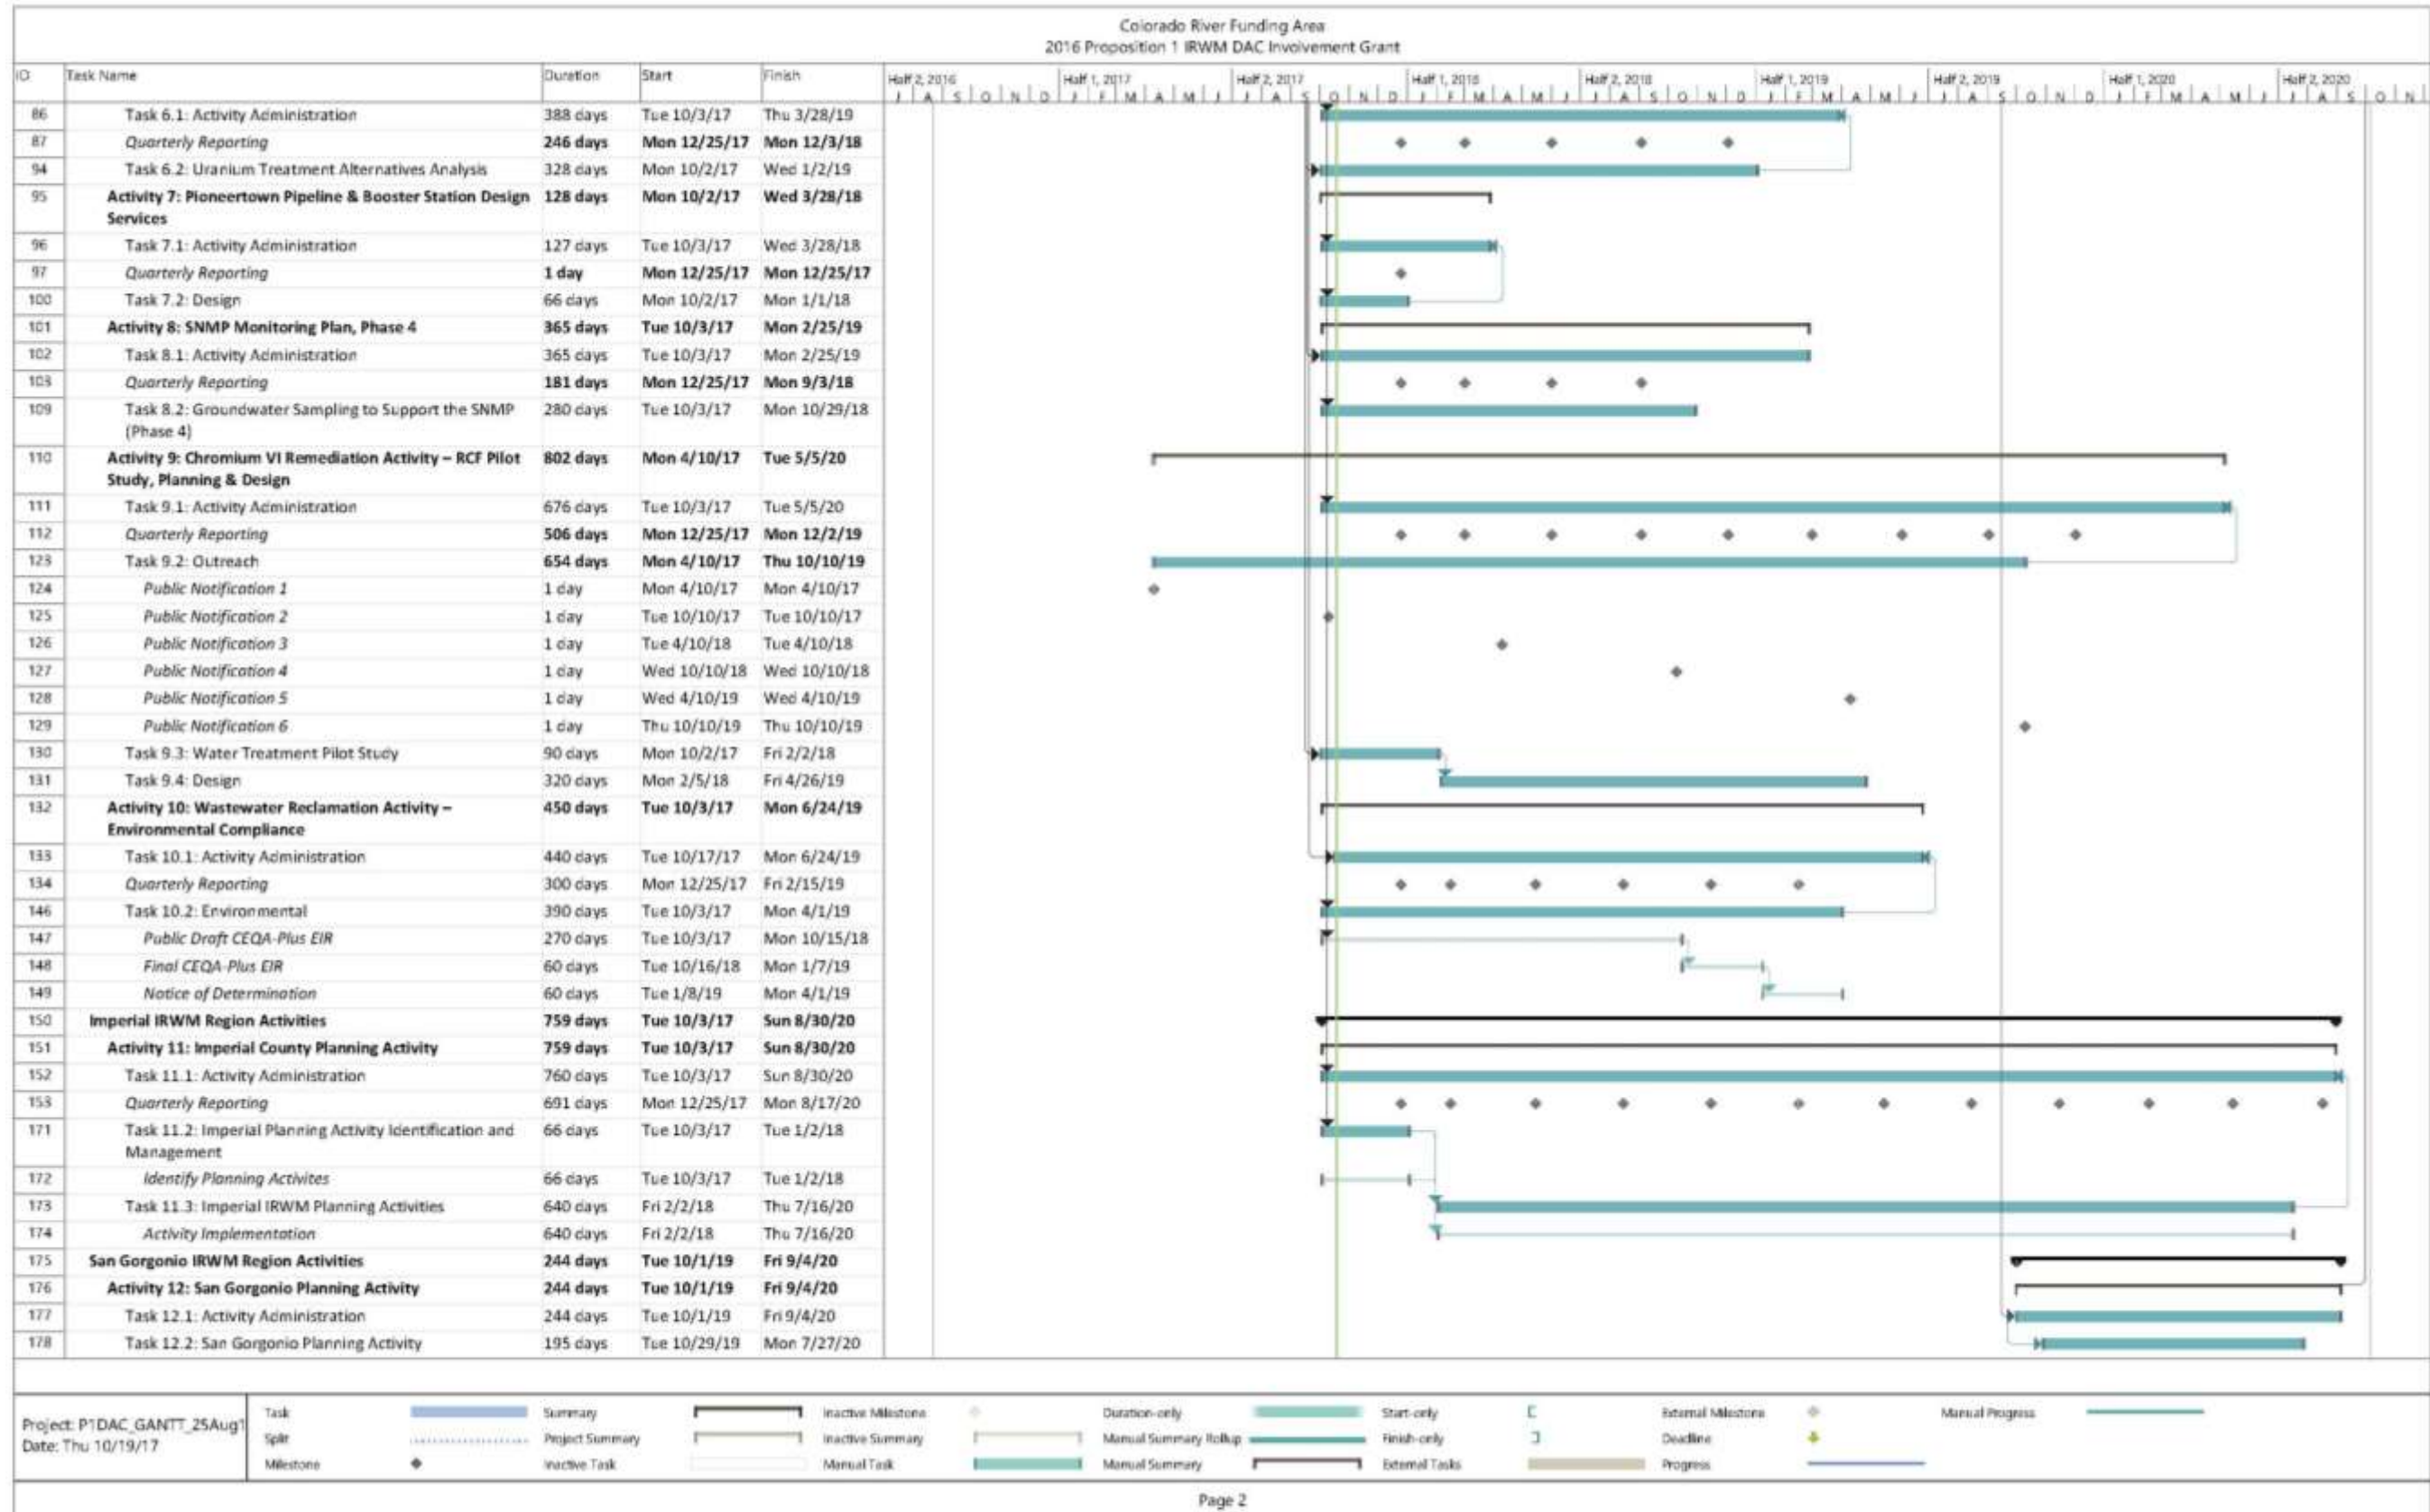 Colorado River Funding Area
2016 Proposition 1 IRWM DAC Involvement Grant
ID Task Name Duration Start Finish Half 2, 2016 Half 1, 2017 Half 2, 2017 Half 1, 2018 Half 2, 2018 Half 1, 2019 Half 2, 2019 Half 1, 2020 Half 2, 2020
J A S O N D J F M A M J J A S O N D J F M A M J J A S O N D J F M A M J J A S O N D J F M A M J J A S O N
86 Task 6.1: Activity Administration 388 days Tue 10/3/17 Thu 3/28/19
87 Quarterly Reporting 246 days Mon 12/25/17 Mon 12/3/18
94 Task 6.2: Uranium Treatment Alternatives Analysis 328 days Mon 10/2/17 Wed 1/2/19
95 Activity 7: Pioneertown Pipeline & Booster Station Design 128 days Mon 10/2/17 Wed 3/28/18
Services
96 Task 7.1: Activity Administration 127 days Tue 10/3/17 Wed 3/28/18
97 Quarterly Reporting 1 day Mon 12/25/17 Mon 12/25/17
100 Task 7.2: Design 66 days Mon 10/2/17 Mon 1/1/18
101 Activity 8: SNMP Monitoring Plan, Phase 4 365 days Tue 10/3/17 Mon 2/25/19
102 Task 8.1: Activity Administration 365 days Tue 10/3/17 Mon 2/25/19
103 Quarterly Reporting 181 days Mon 12/25/17 Mon 9/3/18
109 Task 8.2: Groundwater Sampling to Support the SNMP 280 days Tue 10/3/17 Mon 10/29/18
(Phase 4)
110 Activity 9: Chromium VI Remediation Activity – RCF Pilot 802 days Mon 4/10/17 Tue 5/5/20
Study, Planning & Design
111 Task 9.1: Activity Administration 676 days Tue 10/3/17 Tue 5/5/20
112 Quarterly Reporting 506 days Mon 12/25/17 Mon 12/2/19
123 Task 9.2: Outreach 654 days Mon 4/10/17 Thu 10/10/19
124 Public Notification 1 1 day Mon 4/10/17 Mon 4/10/17
125 Public Notification 2 1 day Tue 10/10/17 Tue 10/10/17
126 Public Notification 3 1 day Tue 4/10/18 Tue 4/10/18
127 Public Notification 4 1 day Wed 10/10/18 Wed 10/10/18
128 Public Notification 5 1 day Wed 4/10/19 Wed 4/10/19
129 Public Notification 6 1 day Thu 10/10/19 Thu 10/10/19
130 Task 9.3: Water Treatment Pilot Study 90 days Mon 10/2/17 Fri 2/2/18
131 Task 9.4: Design 320 days Mon 2/5/18 Fri 4/26/19
132 Activity 10: Wastewater Reclamation Activity – 450 days Tue 10/3/17 Mon 6/24/19
Environmental Compliance
133 Task 10.1: Activity Administration 440 days Tue 10/17/17 Mon 6/24/19
134 Quarterly Reporting 300 days Mon 12/25/17 Fri 2/15/19
146 Task 10.2: Environmental 390 days Tue 10/3/17 Mon 4/1/19
147 Public Draft CEQA-Plus EIR 270 days Tue 10/3/17 Mon 10/15/18
148 Final CEQA-Plus EIR 60 days Tue 10/16/18 Mon 1/7/19
149 Notice of Determination 60 days Tue 1/8/19 Mon 4/1/19
150 Imperial IRWM Region Activities 759 days Tue 10/3/17 Sun 8/30/20
151 Activity 11: Imperial County Planning Activity 759 days Tue 10/3/17 Sun 8/30/20
152 Task 11.1: Activity Administration 760 days Tue 10/3/17 Sun 8/30/20
153 Quarterly Reporting 691 days Mon 12/25/17 Mon 8/17/20
171 Task 11.2: Imperial Planning Activity Identification and 66 days Tue 10/3/17 Tue 1/2/18
Management
172 Identify Planning Activites 66 days Tue 10/3/17 Tue 1/2/18
173 Task 11.3: Imperial IRWM Planning Activities 640 days Fri 2/2/18 Thu 7/16/20
174 Activity Implementation 640 days Fri 2/2/18 Thu 7/16/20
175 San Gorgonio IRWM Region Activities 244 days Tue 10/1/19 Fri 9/4/20
176 Activity 12: San Gorgonio Planning Activity 244 days Tue 10/1/19 Fri 9/4/20
177 Task 12.1: Activity Administration 244 days Tue 10/1/19 Fri 9/4/20
178 Task 12.2: San Gorgonio Planning Activity 195 days Tue 10/29/19 Mon 7/27/20
Project: P1DAC_GANTT_25Aug1
Date: Thu 10/19/17
Task Summary Inactive Milestone Duration-only Start-only External Milestone Manual Progress
Split Project Summary Inactive Summary Manual Summary Rollup Finish-only Deadline
Milestone Inactive Task Manual Task Manual Summary External Tasks Progress
Page 2